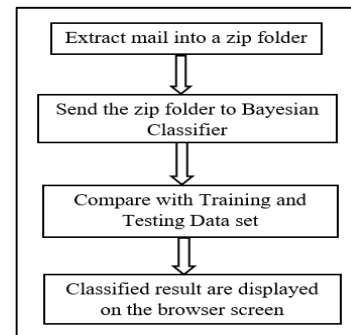 Extract mail into a zip folder
Send the zip folder to Bayesian
Classifier
Compare with Training and
Testing Data set
Classified result are displayed
on the browser screen